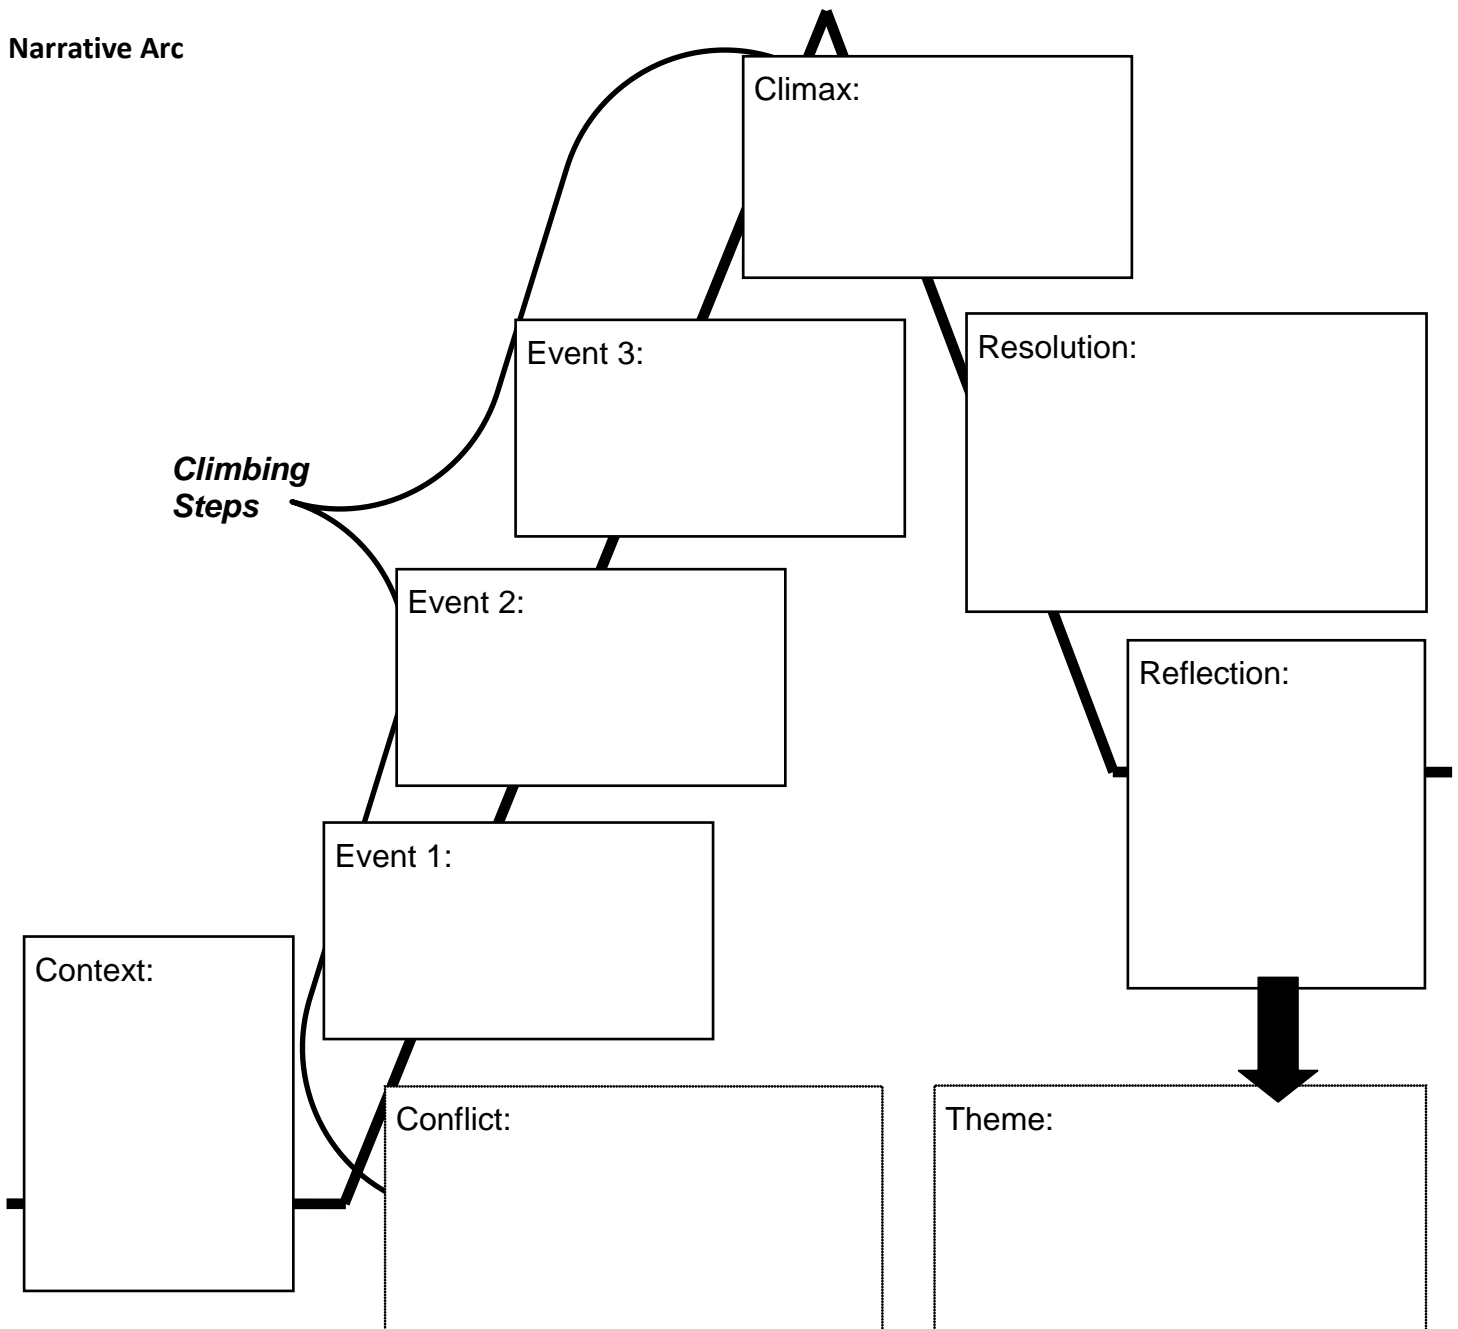 Narrative Arc
Climax:
Event 3:
Resolution:
Climbing
Steps
Event 2:
Reflection:
Event 1:
Context:
Conflict:
Theme: